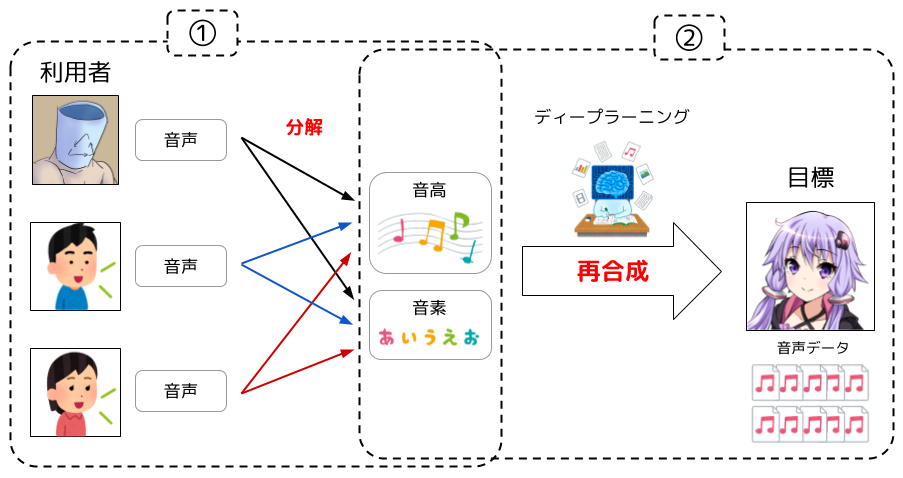 ①
②
利用者
音声
分解
音声
音声
音高
音素
あいうえお
ディープラーニング
再合成
目標
音声データ